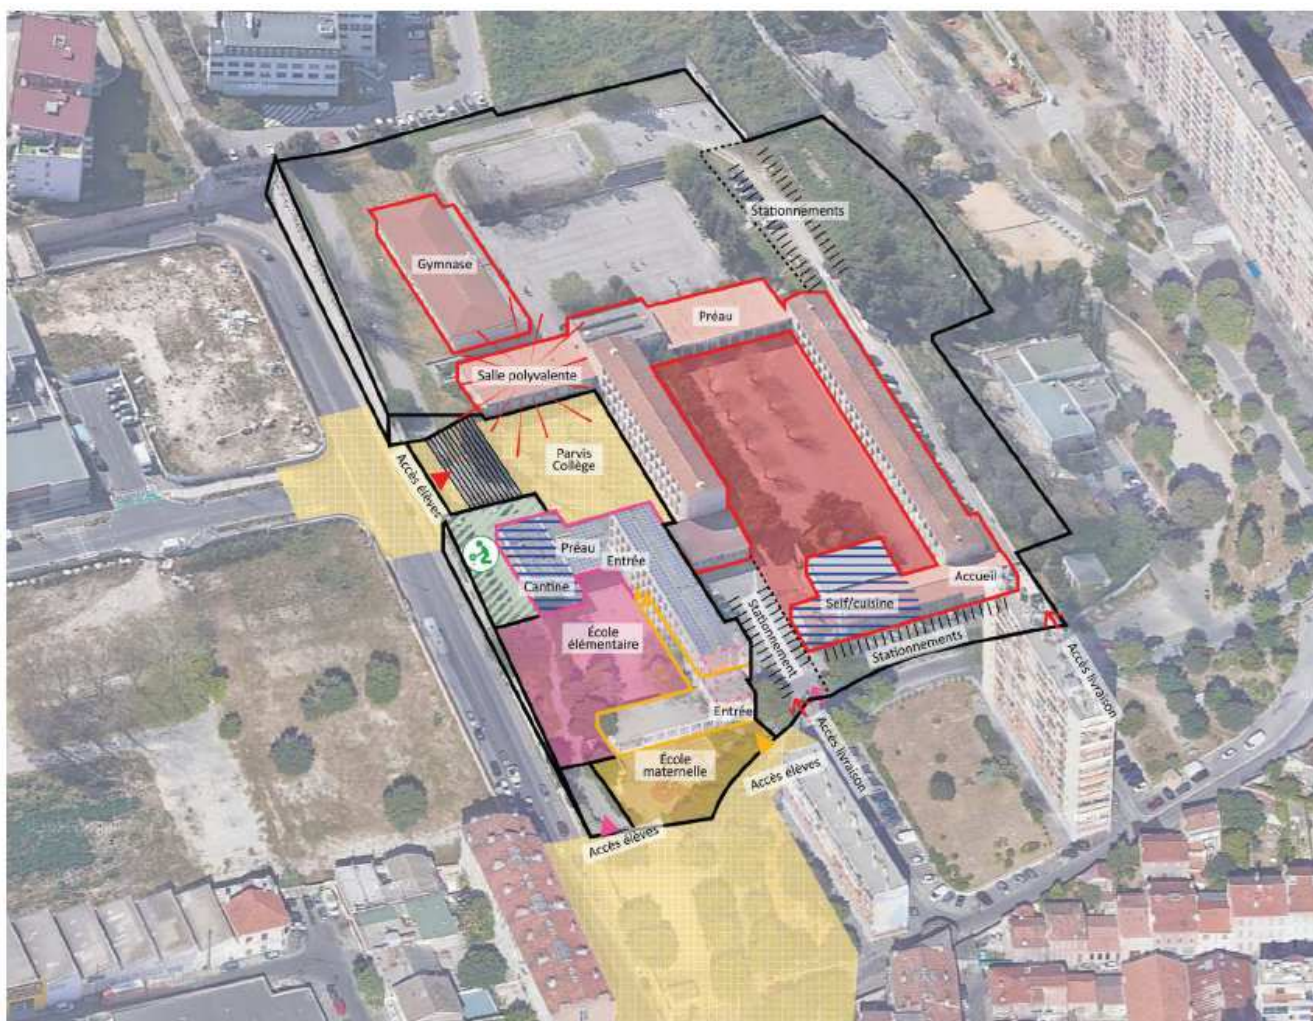 Stationnements
Gymnase
Préau
Salle polyvalente
Parvis
Collège
Accès élèves
Préau
Entrée
Cantine
Accueil
Self/cuisine
École
élémentaire
Stationnement
Stationnements
Accès livraison
Entrée
École
maternelle
Accès élèves
Accès livraison
Accès élèves